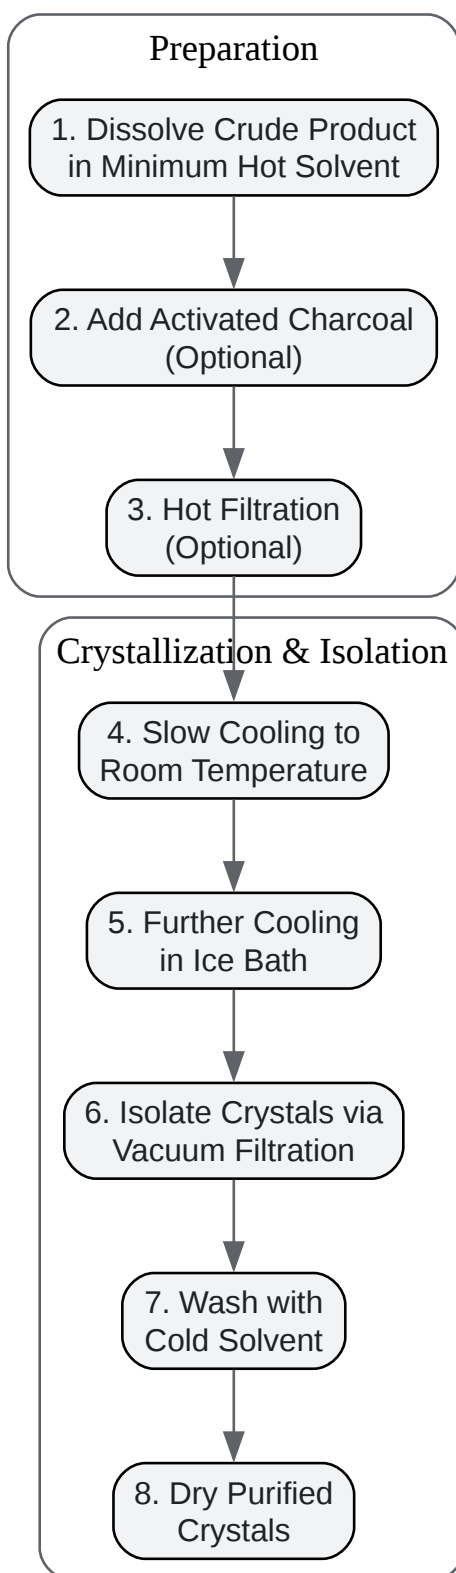 Preparation
1. Dissolve Crude Product
in Minimum Hot Solvent
2. Add Activated Charcoal
(Optional)
3. Hot Filtration
(Optional)
Crystallization & Isolation
4. Slow Cooling to
Room Temperature
5. Further Cooling
in Ice Bath
6. Isolate Crystals via
Vacuum Filtration
7. Wash with
Cold Solvent
8. Dry Purified
Crystals